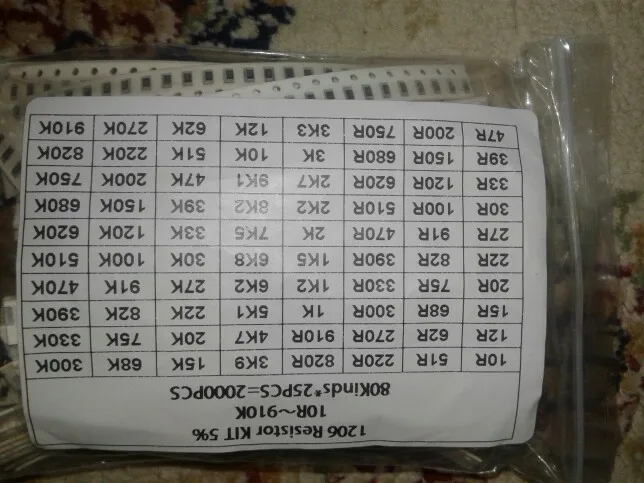 1206 Resistor KIT 5%
10R～910K
80Kinds*25PCS=2000PCS
10R 51R 220R 820R 3K9 15K 68K 300K
12R 62R 270R 910R 4K7 20K 75K 330K
15R 68R 300R 1K 5K1 22K 82K 390K
20R 75R 330R 1K2 6K2 27K 91K 470K
22R 82R 390R 1K5 6K8 30K 100K 510K
27R 91R 470R 2K 7K5 33K 120K 620K
30R 100R 510R 2K2 8K2 39K 150K 680K
33R 120R 620R 2K7 9K1 47K 200K 750K
39R 150R 680R 3K 10K 51K 220K 820K
47R 200R 750R 3K3 12K 62K 270K 910K